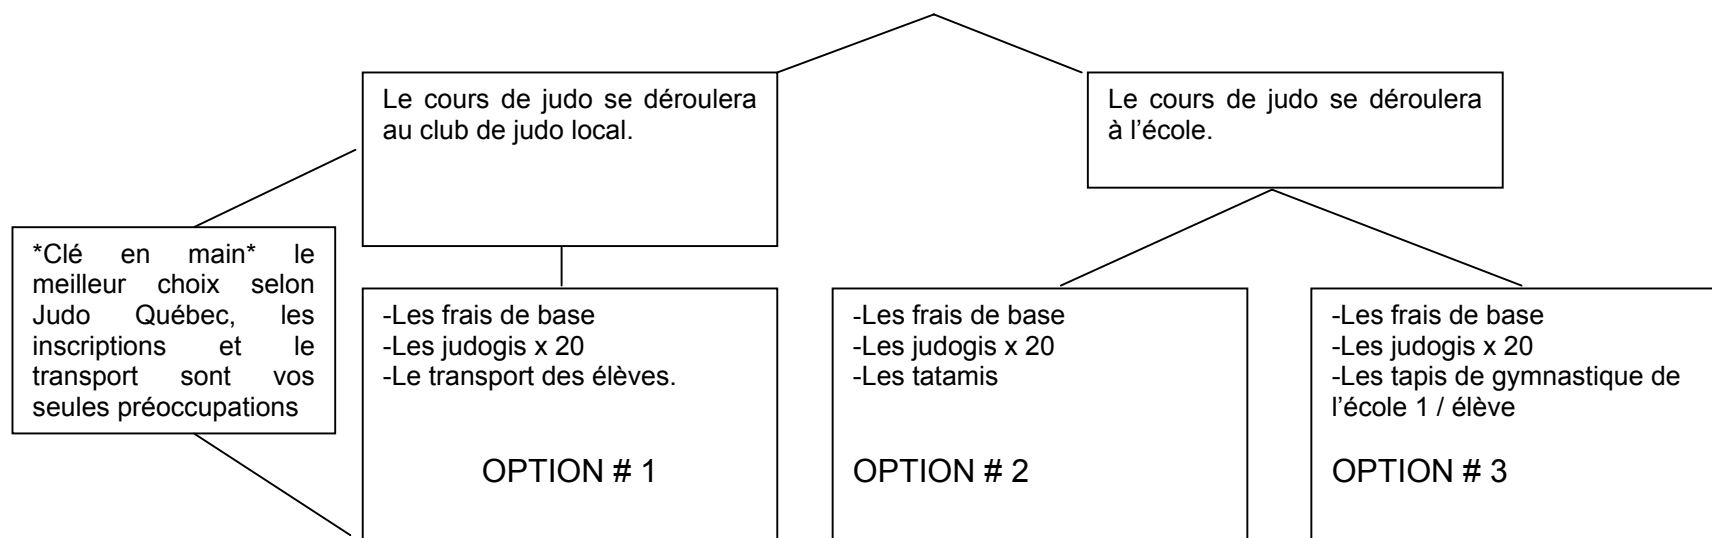 Le cours de judo se déroulera
au club de judo local.
Le cours de judo se déroulera
à l’école.
*Clé en main* le
meilleur choix selon
Judo Québec, les
inscriptions et le
transport sont vos
seules préoccupations
-Les frais de base
-Les judogis x 20
-Le transport des élèves.
OPTION # 1
-Les frais de base
-Les judogis x 20
-Les tatamis
OPTION # 2
-Les frais de base
-Les judogis x 20
-Les tapis de gymnastique de
l’école 1 / élève
OPTION # 3